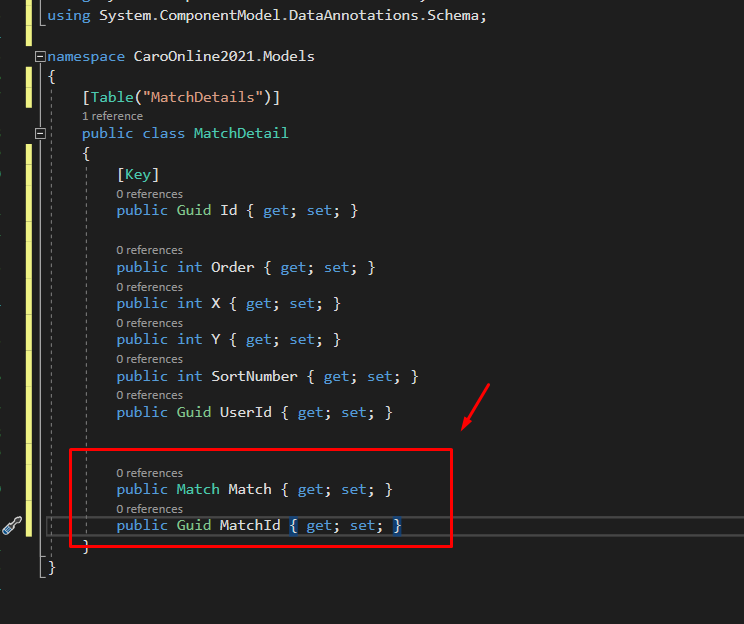 using System.ComponentModel.DataAnnotations.Schema;
namespace CaroOnline2021.Models
{
[Table("MatchDetails")]
1 reference
public class MatchDetail
{
[Key]
0 references
public Guid Id { get; set; }
0 references
public int Order { get; set; }
0 references
public int X { get; set; }
0 references
public int Y { get; set; }
0 references
public int SortNumber { get; set; }
0 references
public Guid UserId { get; set; }
0 references
public Match Match { get; set; }
0 references
public Guid MatchId { get; set; }
}
}